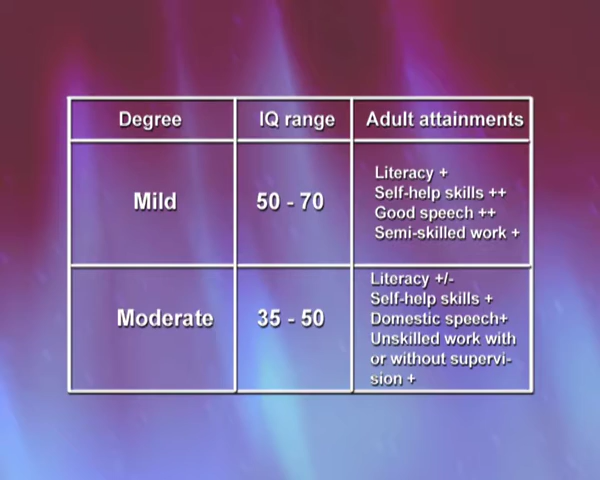 Degree IQ range Adult attainments
Mild 50 - 70
Literacy +
Self-help skills ++
Good speech ++
Semi-skilled work +
Moderate 35 - 50
Literacy +/-
Self-help skills +
Domestic speech+
Unskilled work with
or without supervi-
sion +